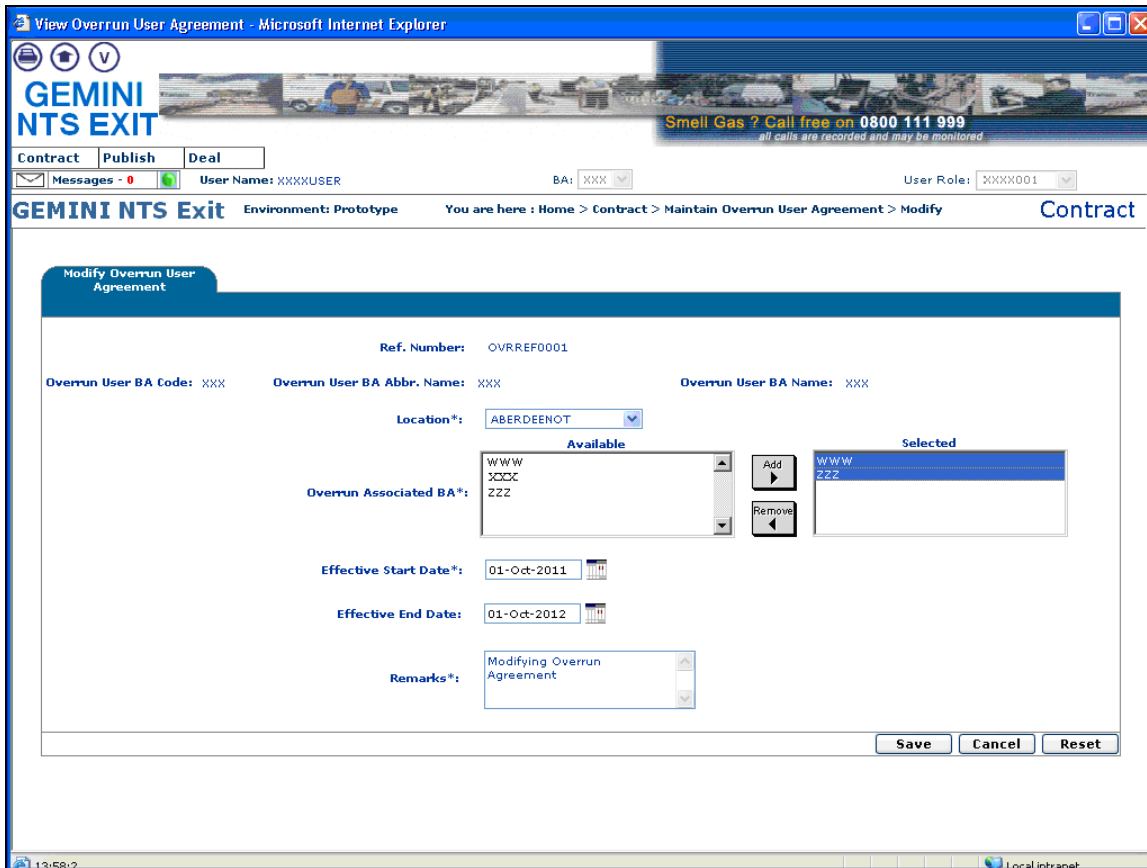 View Overrun User Agreement - Microsoft Internet Explorer
V
GEMINI
NTS EXIT
Smell Gas ? Call free on 0800 111 999
all calls are recorded and may be monitored
Contract Publish Deal
Messages - 0 User Name: XXXXUSER BA: XXX User Role: XXXX001
GEMINI NTS Exit Environment: Prototype You are here : Home > Contract > Maintain Overrun User Agreement > Modify Contract
Modify Overrun User
Agreement
Ref. Number: OVRREF0001
Overrun User BA Code: XXX Overrun User BA Abbr. Name: XXX Overrun User BA Name: XXX
Location*: ABERDEENOT
Available Selected
WWW Add WWW
XXX ZZZ
Overrun Associated BA*: ZZZ
Remove
Effective Start Date*: 01-Oct-2011
Effective End Date: 01-Oct-2012
Remarks*: Modifying Overrun
Agreement
Save Cancel Reset
13:58:2 Local intranet